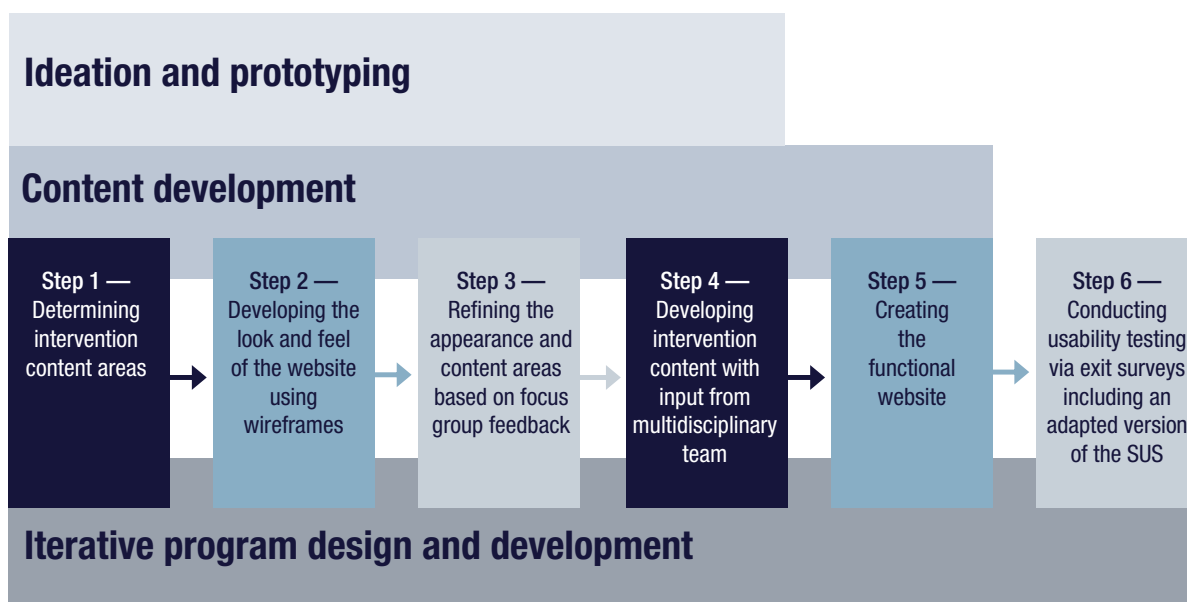 Ideation and prototyping
Content development
Step 1 —
Determining
intervention
content areas
Step 2 —
Developing the
look and feel
of the website
using
wireframes
Step 3 —
Refining the
appearance and
content areas
based on focus
group feedback
Step 4 —
Developing
intervention
content with
input from
multidisciplinary
team
Step 5 —
Creating
the
functional
website
Step 6 —
Conducting
usability testing
via exit surveys
including an
adapted version
of the SUS
Iterative program design and development